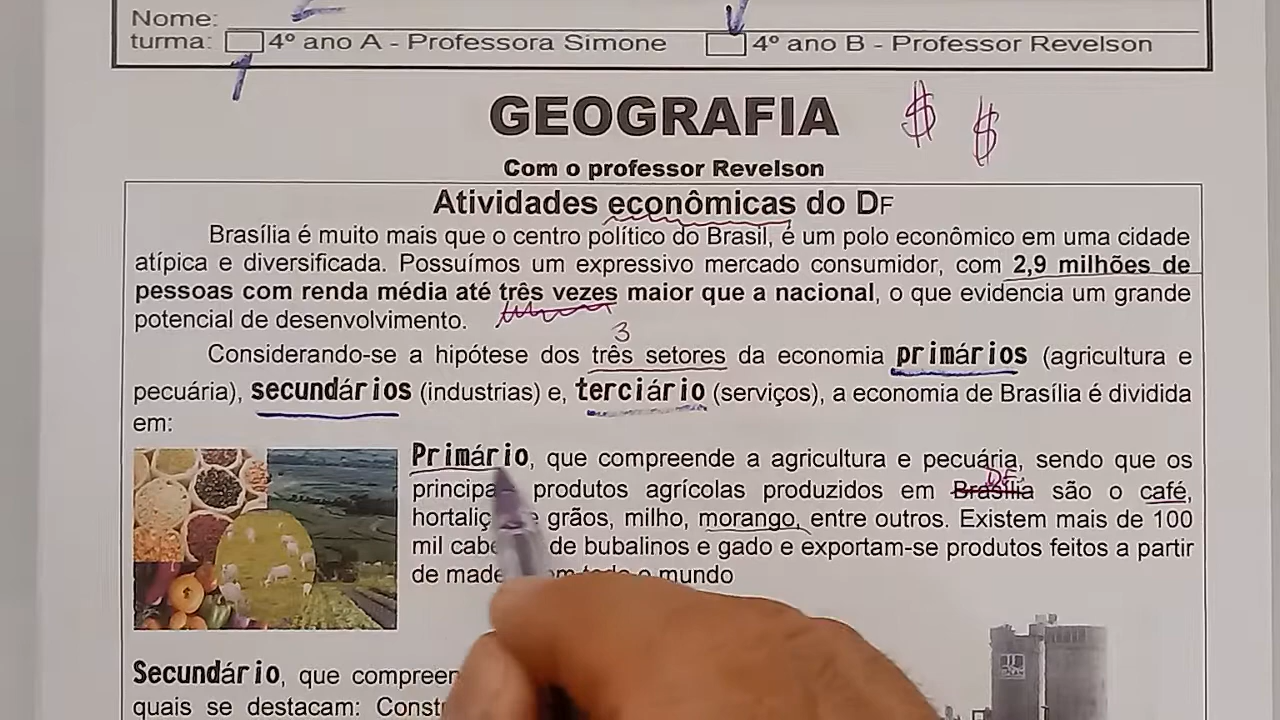 Nome:
turma: 4º ano A - Professora Simone 4º ano B - Professor Revelson
GEOGRAFIA $ $
Com o professor Revelson
Atividades econômicas do DF
Brasília é muito mais que o centro político do Brasil, é um polo econômico em uma cidade
atípica e diversificada. Possuímos um expressivo mercado consumidor, com 2,9 milhões de
pessoas com renda média até três vezes maior que a nacional, o que evidencia um grande
potencial de desenvolvimento.
3
Considerando-se a hipótese dos três setores da economia primários (agricultura e
pecuária), secundários (industrias) e, terciário (serviços), a economia de Brasília é dividida
em:
Primário, que compreende a agricultura e pecuária, sendo que os
DF
produtos agrícolas produzidos em Brasília são o café,
grãos, milho, morango, entre outros. Existem mais de 100
mil de bubalinos e gado e exportam-se produtos feitos a partir
de todo o mundo
Secundário, que
quais se destacam: